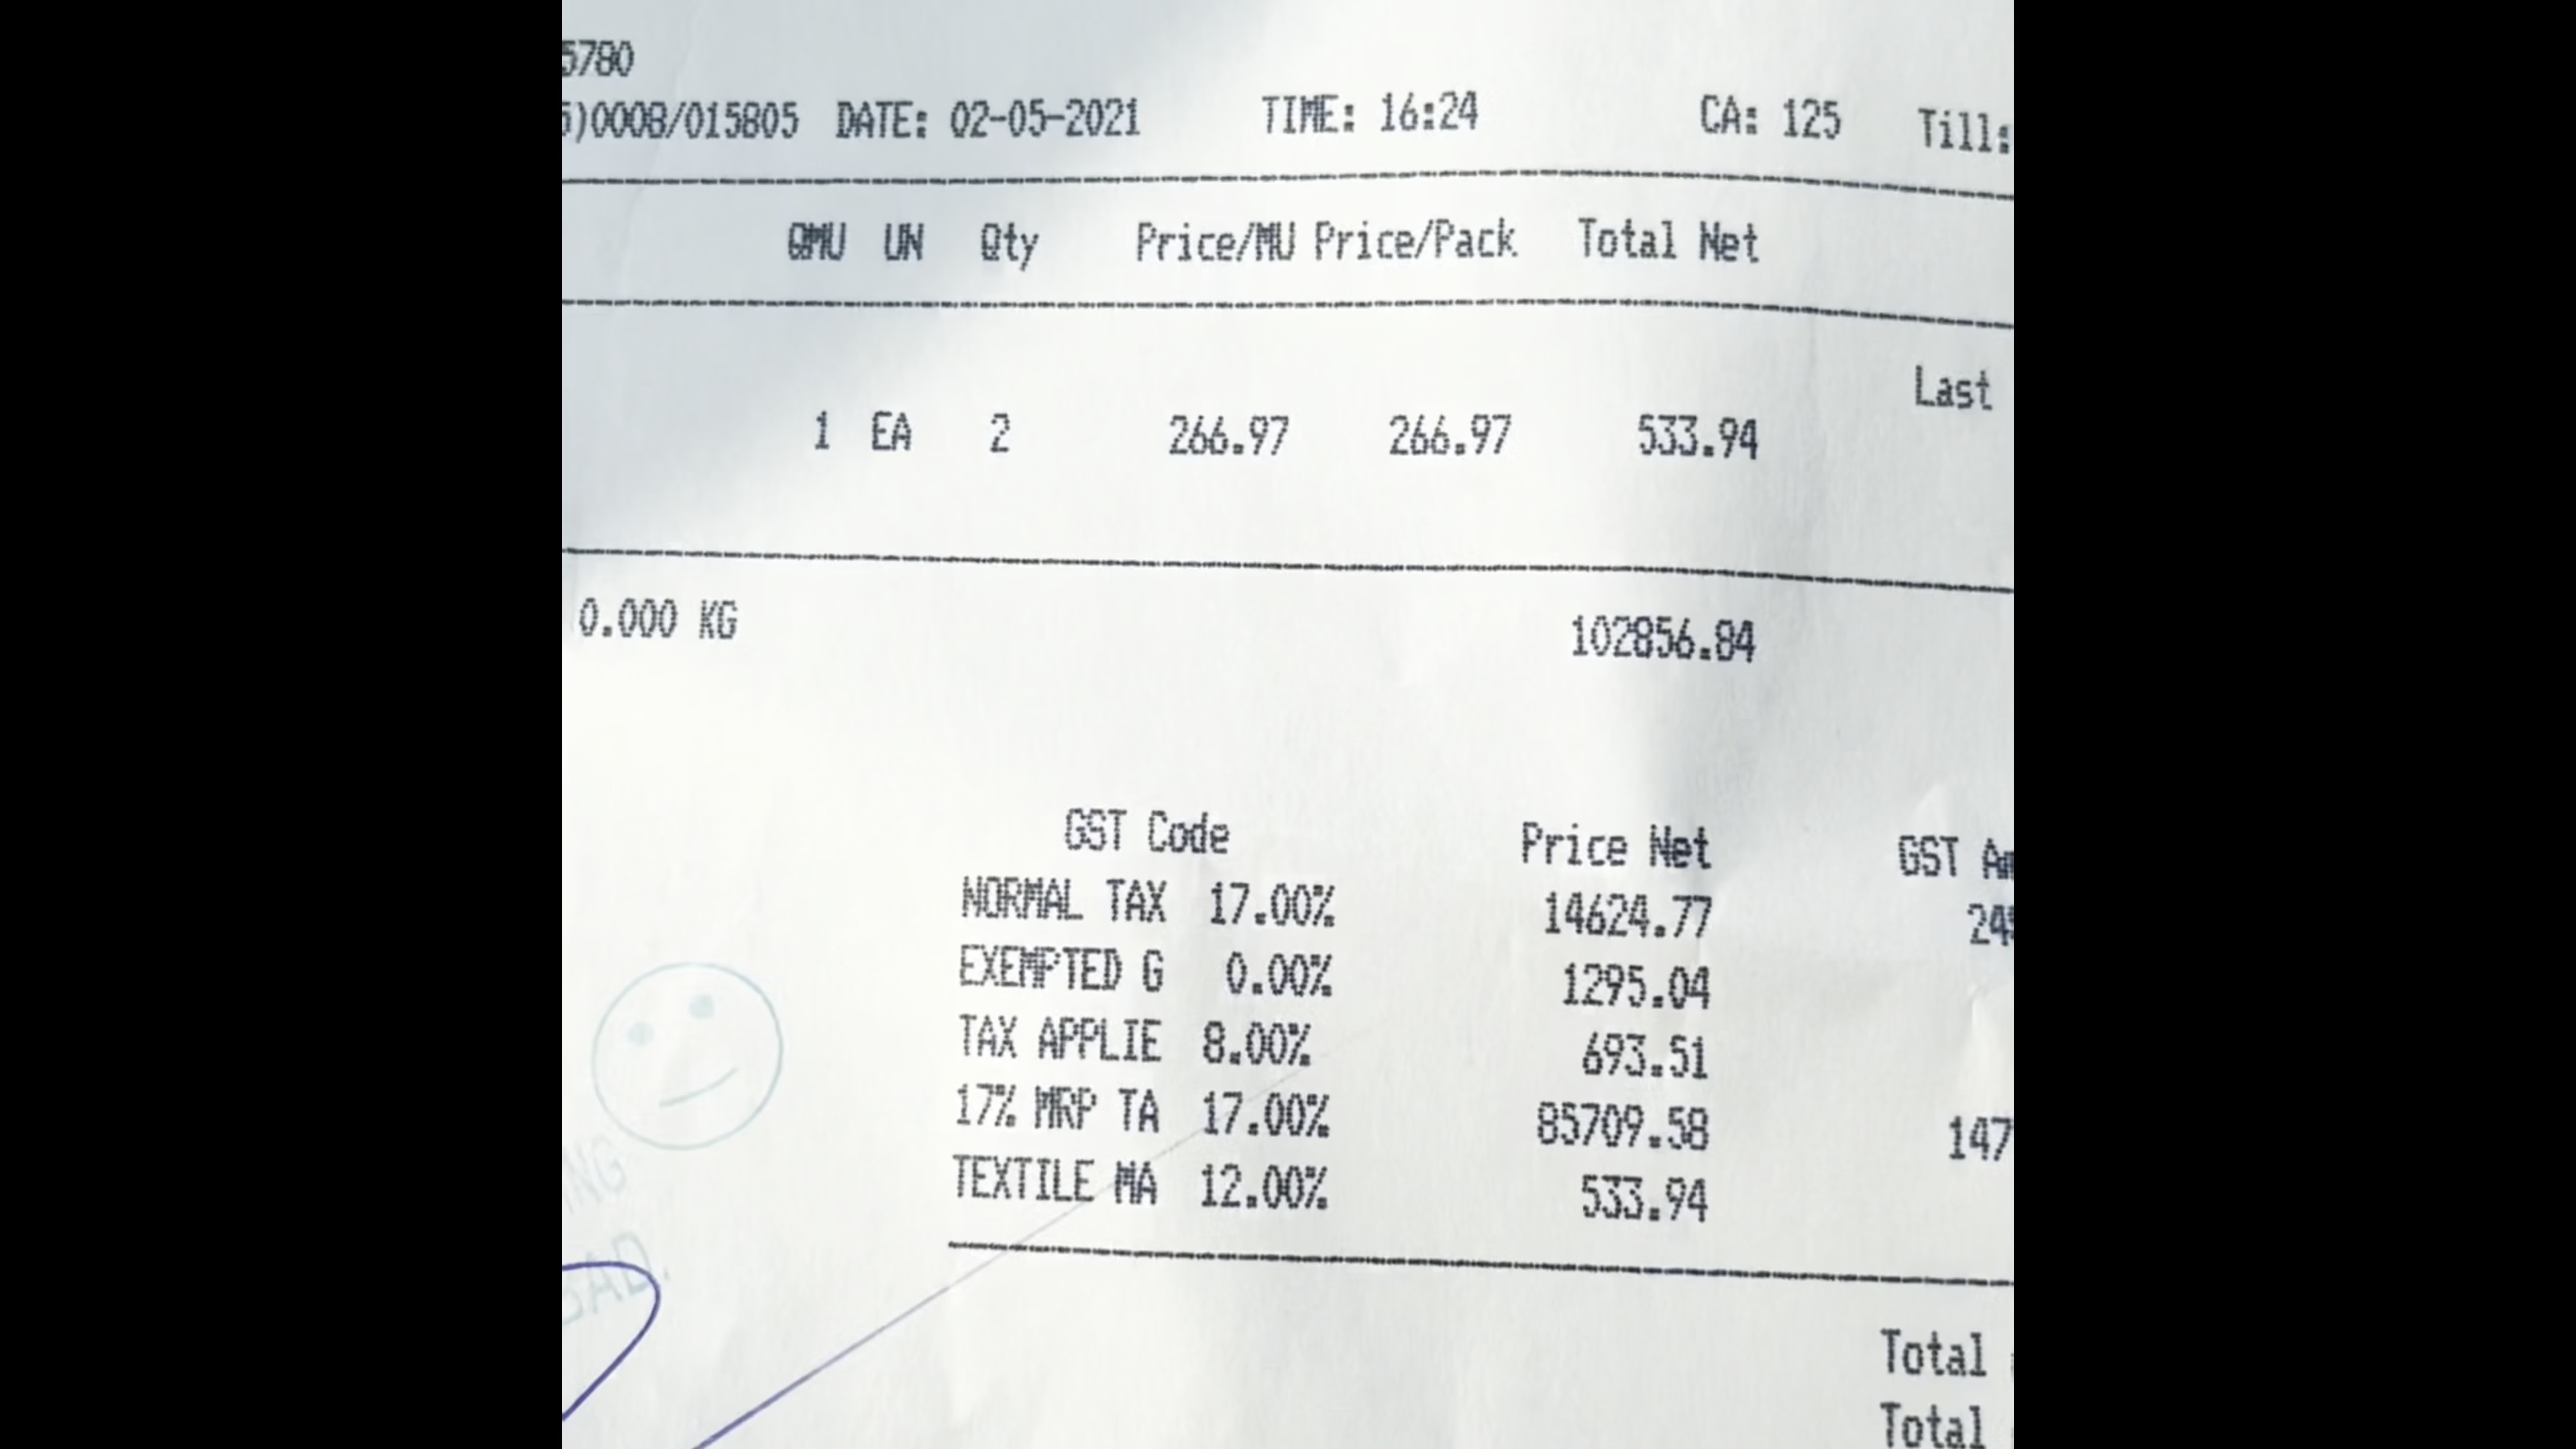 5780
5)0008/015805 DATE: 02-05-2021 TIME: 16:24 CA: 125 Till:
QMU UN Qty Price/MU Price/Pack Total Net
Last
1 EA 2 266.97 266.97 533.94
0.000 KG 102856.84
GST Code Price Net GST Am
NORMAL TAX 17.00% 14624.77 24
EXEMPTED G 0.00% 1295.04
TAX APPLIE 8.00% 693.51
17% MRP TA 17.00% 85709.58 147
TEXTILE MA 12.00% 533.94
NG
Total
Total